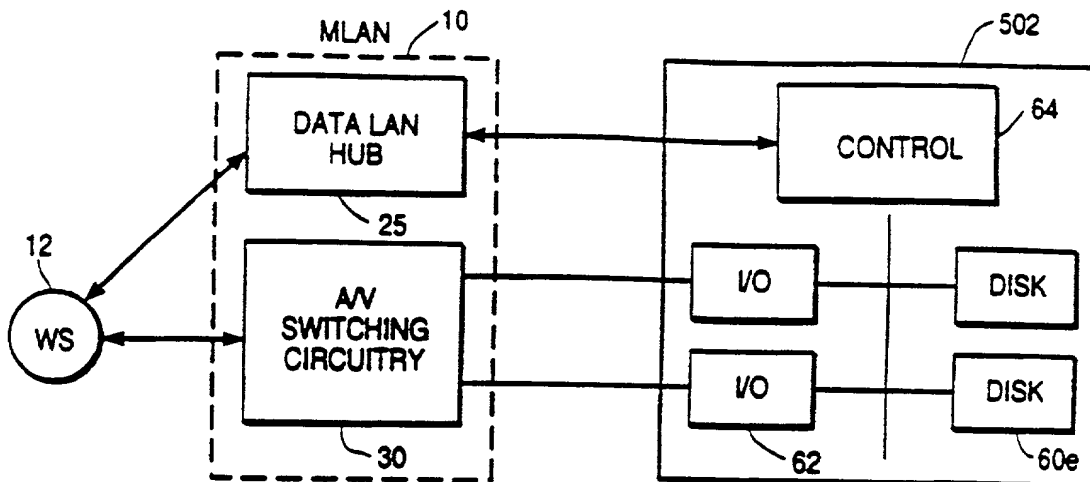 MLAN
10
502
DATA LAN
HUB
25
CONTROL
64
12
WS
A/V
SWITCHING
CIRCUITRY
30
I/O
DISK
I/O
62
DISK
60e